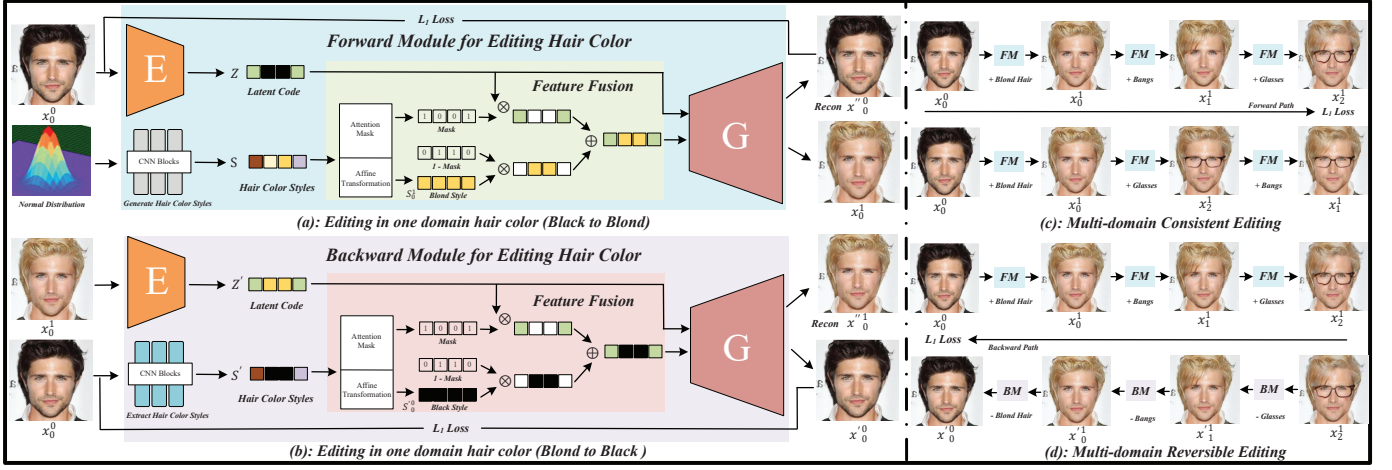 L₁ Loss
Forward Module for Editing Hair Color
E
Z
Latent Code
x₀⁰
Feature Fusion
Attention
Mask
Affine
Transformation
1 0 0 1
Mask
0 1 1 0
1 - Mask
S₀¹
Blond Style
⊗
⊗
⊕
G
Recon x''₀⁰
x₀¹
CNN Blocks
S
Hair Color Styles
Normal Distribution
Generate Hair Color Styles
(a): Editing in one domain hair color (Black to Blond)
Backward Module for Editing Hair Color
E
Z'
Latent Code
x₀¹
Feature Fusion
Attention
Mask
Affine
Transformation
1 0 0 1
Mask
0 1 1 0
1 - Mask
S'₀⁰
Black Style
⊗
⊗
⊕
G
Recon x''₀¹
x'₀⁰
CNN Blocks
S'
Hair Color Styles
Extract Hair Color Styles
x₀⁰
L₁ Loss
(b): Editing in one domain hair color (Blond to Black )
FM FM FM
+ Blond Hair + Bangs + Glasses
x₀⁰ x₀¹ x₁¹ x₂¹
Forward Path
L₁ Loss
FM FM FM
+ Blond Hair + Glasses + Bangs
x₀⁰ x₀¹ x₂¹ x₁¹
(c): Multi-domain Consistent Editing
FM FM FM
+ Blond Hair + Bangs + Glasses
x₀⁰ x₀¹ x₁¹ x₂¹
L₁ Loss
Backward Path
BM BM BM
- Blond Hair - Bangs - Glasses
x'₀⁰ x'₀¹ x'₁¹ x₂¹
(d): Multi-domain Reversible Editing